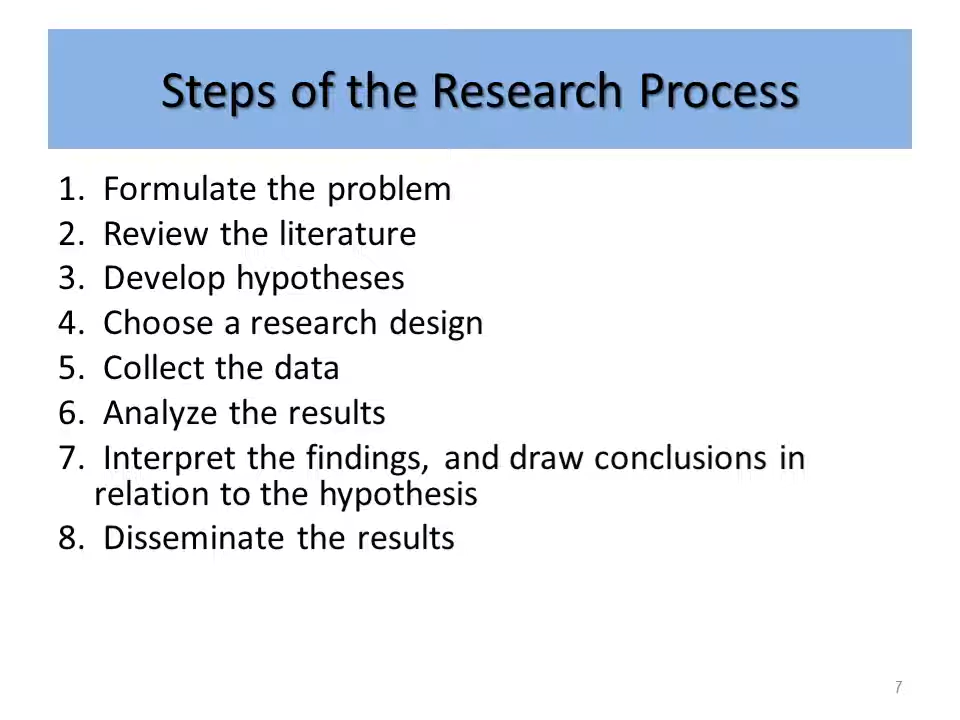 Steps of the Research Process
1. Formulate the problem
2. Review the literature
3. Develop hypotheses
4. Choose a research design
5. Collect the data
6. Analyze the results
7. Interpret the findings, and draw conclusions in
relation to the hypothesis
8. Disseminate the results
7